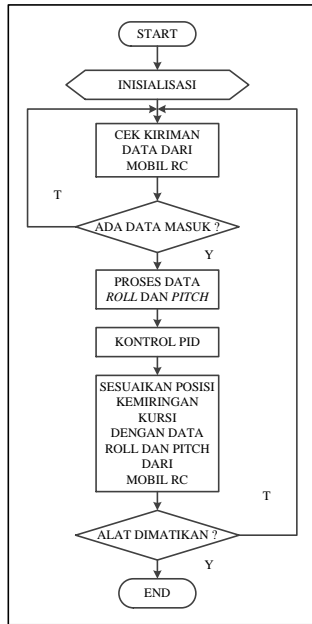 START
INISIALISASI
CEK KIRIMAN
DATA DARI
MOBIL RC
T
ADA DATA MASUK ?
Y
PROSES DATA
ROLL DAN PITCH
KONTROL PID
SESUAIKAN POSISI
KEMIRINGAN
KURSI
DENGAN DATA
ROLL DAN PITCH
DARI
MOBIL RC
T
ALAT DIMATIKAN ?
Y
END